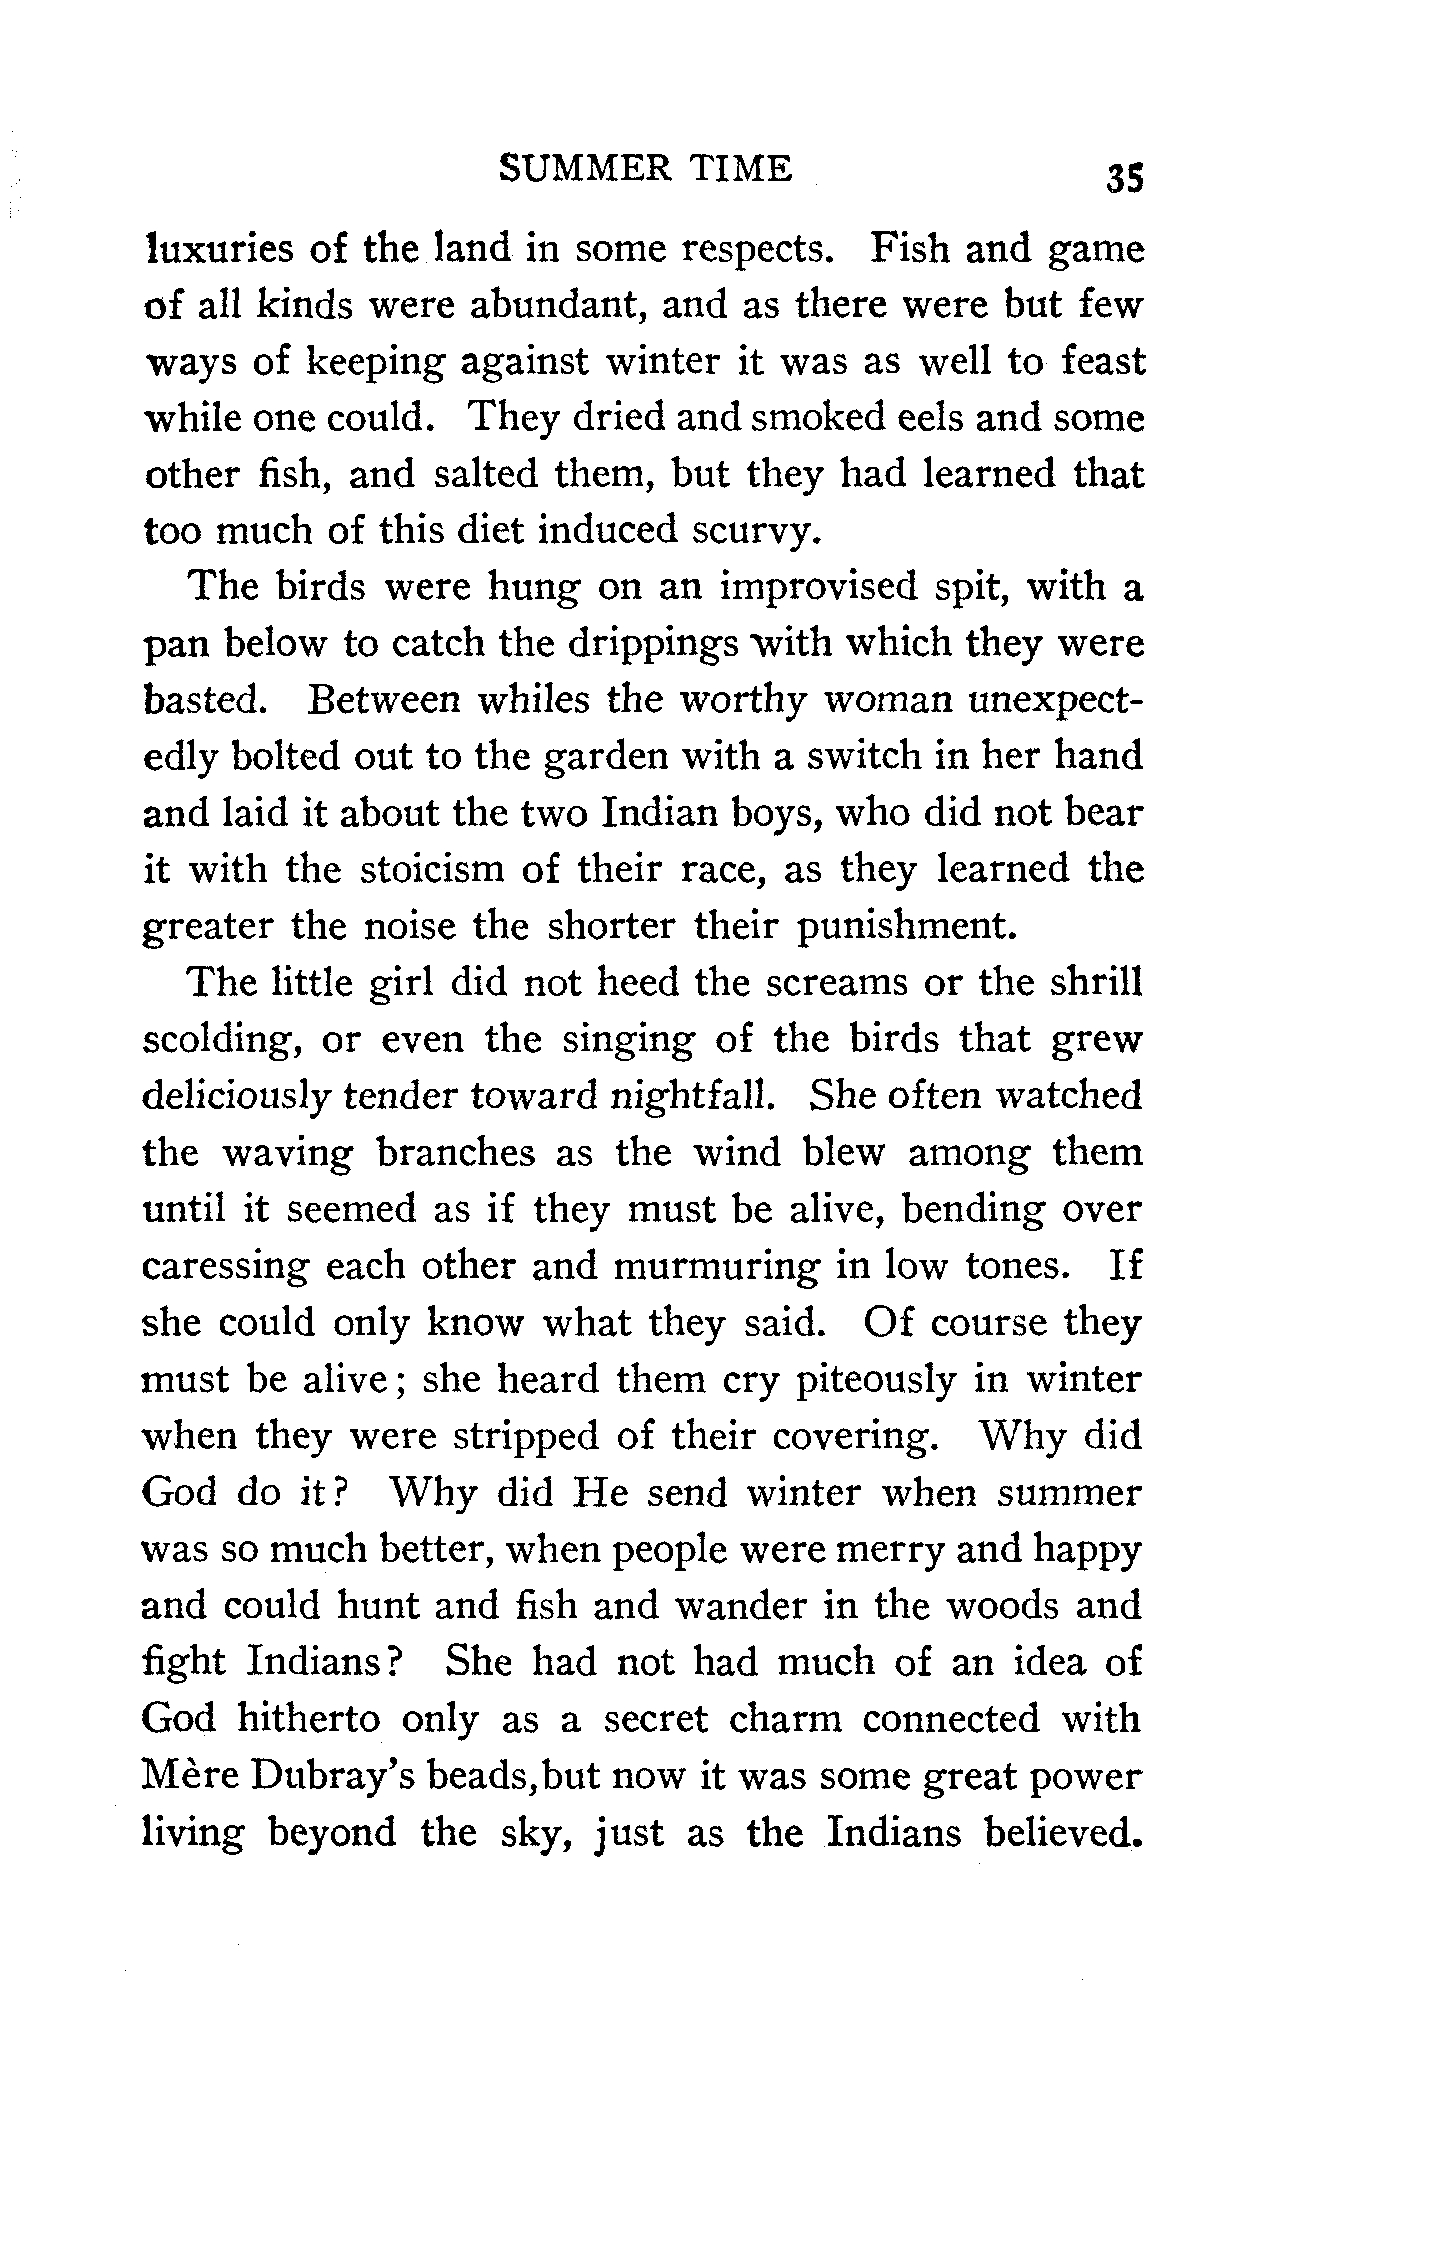 SUMMER TIME 35
luxuries of the land in some respects. Fish and game
of all kinds were abundant, and as there were but few
ways of keeping against winter it was as well to feast
while one could. They dried and smoked eels and some
other fish, and salted them, but they had learned that
too much of this diet induced scurvy.
The birds were hung on an improvised spit, with a
pan below to catch the drippings with which they were
basted. Between whiles the worthy woman unexpect-
edly bolted out to the garden with a switch in her hand
and laid it about the two Indian boys, who did not bear
it with the stoicism of their race, as they learned the
greater the noise the shorter their punishment.
The little girl did not heed the screams or the shrill
scolding, or even the singing of the birds that grew
deliciously tender toward nightfall. She often watched
the waving branches as the wind blew among them
until it seemed as if they must be alive, bending over
caressing each other and murmuring in low tones. If
she could only know what they said. Of course they
must be alive; she heard them cry piteously in winter
when they were stripped of their covering. Why did
God do it? Why did He send winter when summer
was so much better, when people were merry and happy
and could hunt and fish and wander in the woods and
fight Indians? She had not had much of an idea of
God hitherto only as a secret charm connected with
Mère Dubray's beads,but now it was some great power
living beyond the sky, just as the Indians believed.